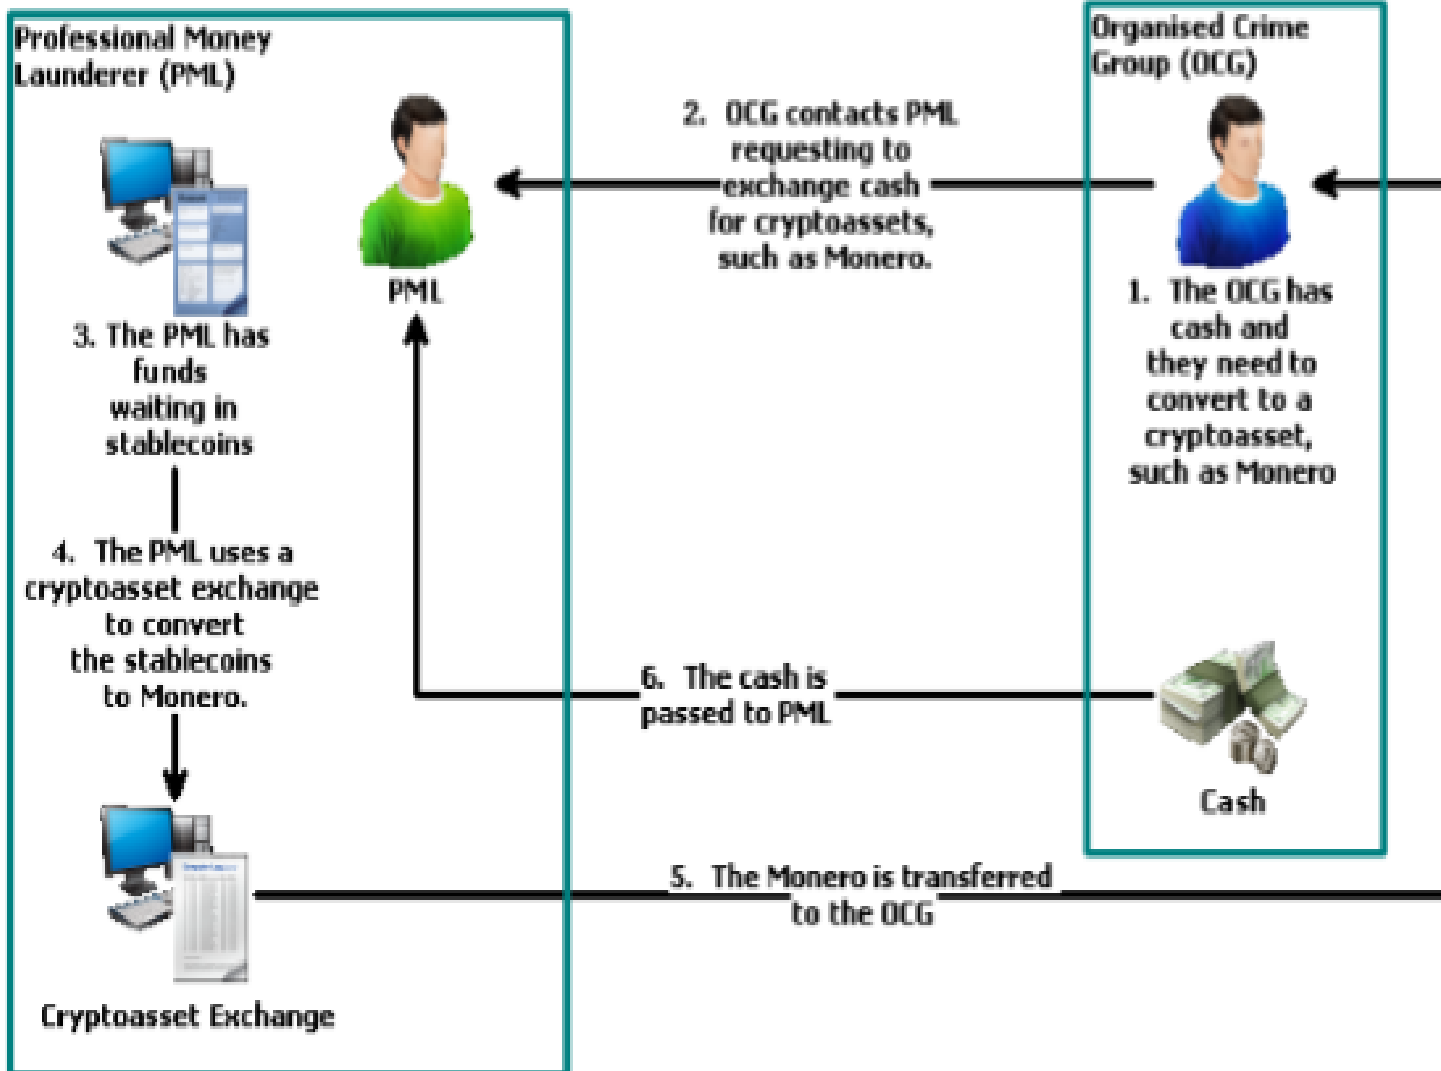 Professional Money
Launderer (PML)
Organised Crime
Group (OCG)
2. OCG contacts PML
requesting to
exchange cash
for cryptoassets,
such as Monero.
PML
1. The OCG has
cash and
they need to
convert to a
cryptoasset,
such as Monero
3. The PML has
funds
waiting in
stablecoins
4. The PML uses a
cryptoasset exchange
to convert
the stablecoins
to Monero.
6. The cash is
passed to PML
Cash
5. The Monero is transferred
to the OCG
Cryptoasset Exchange